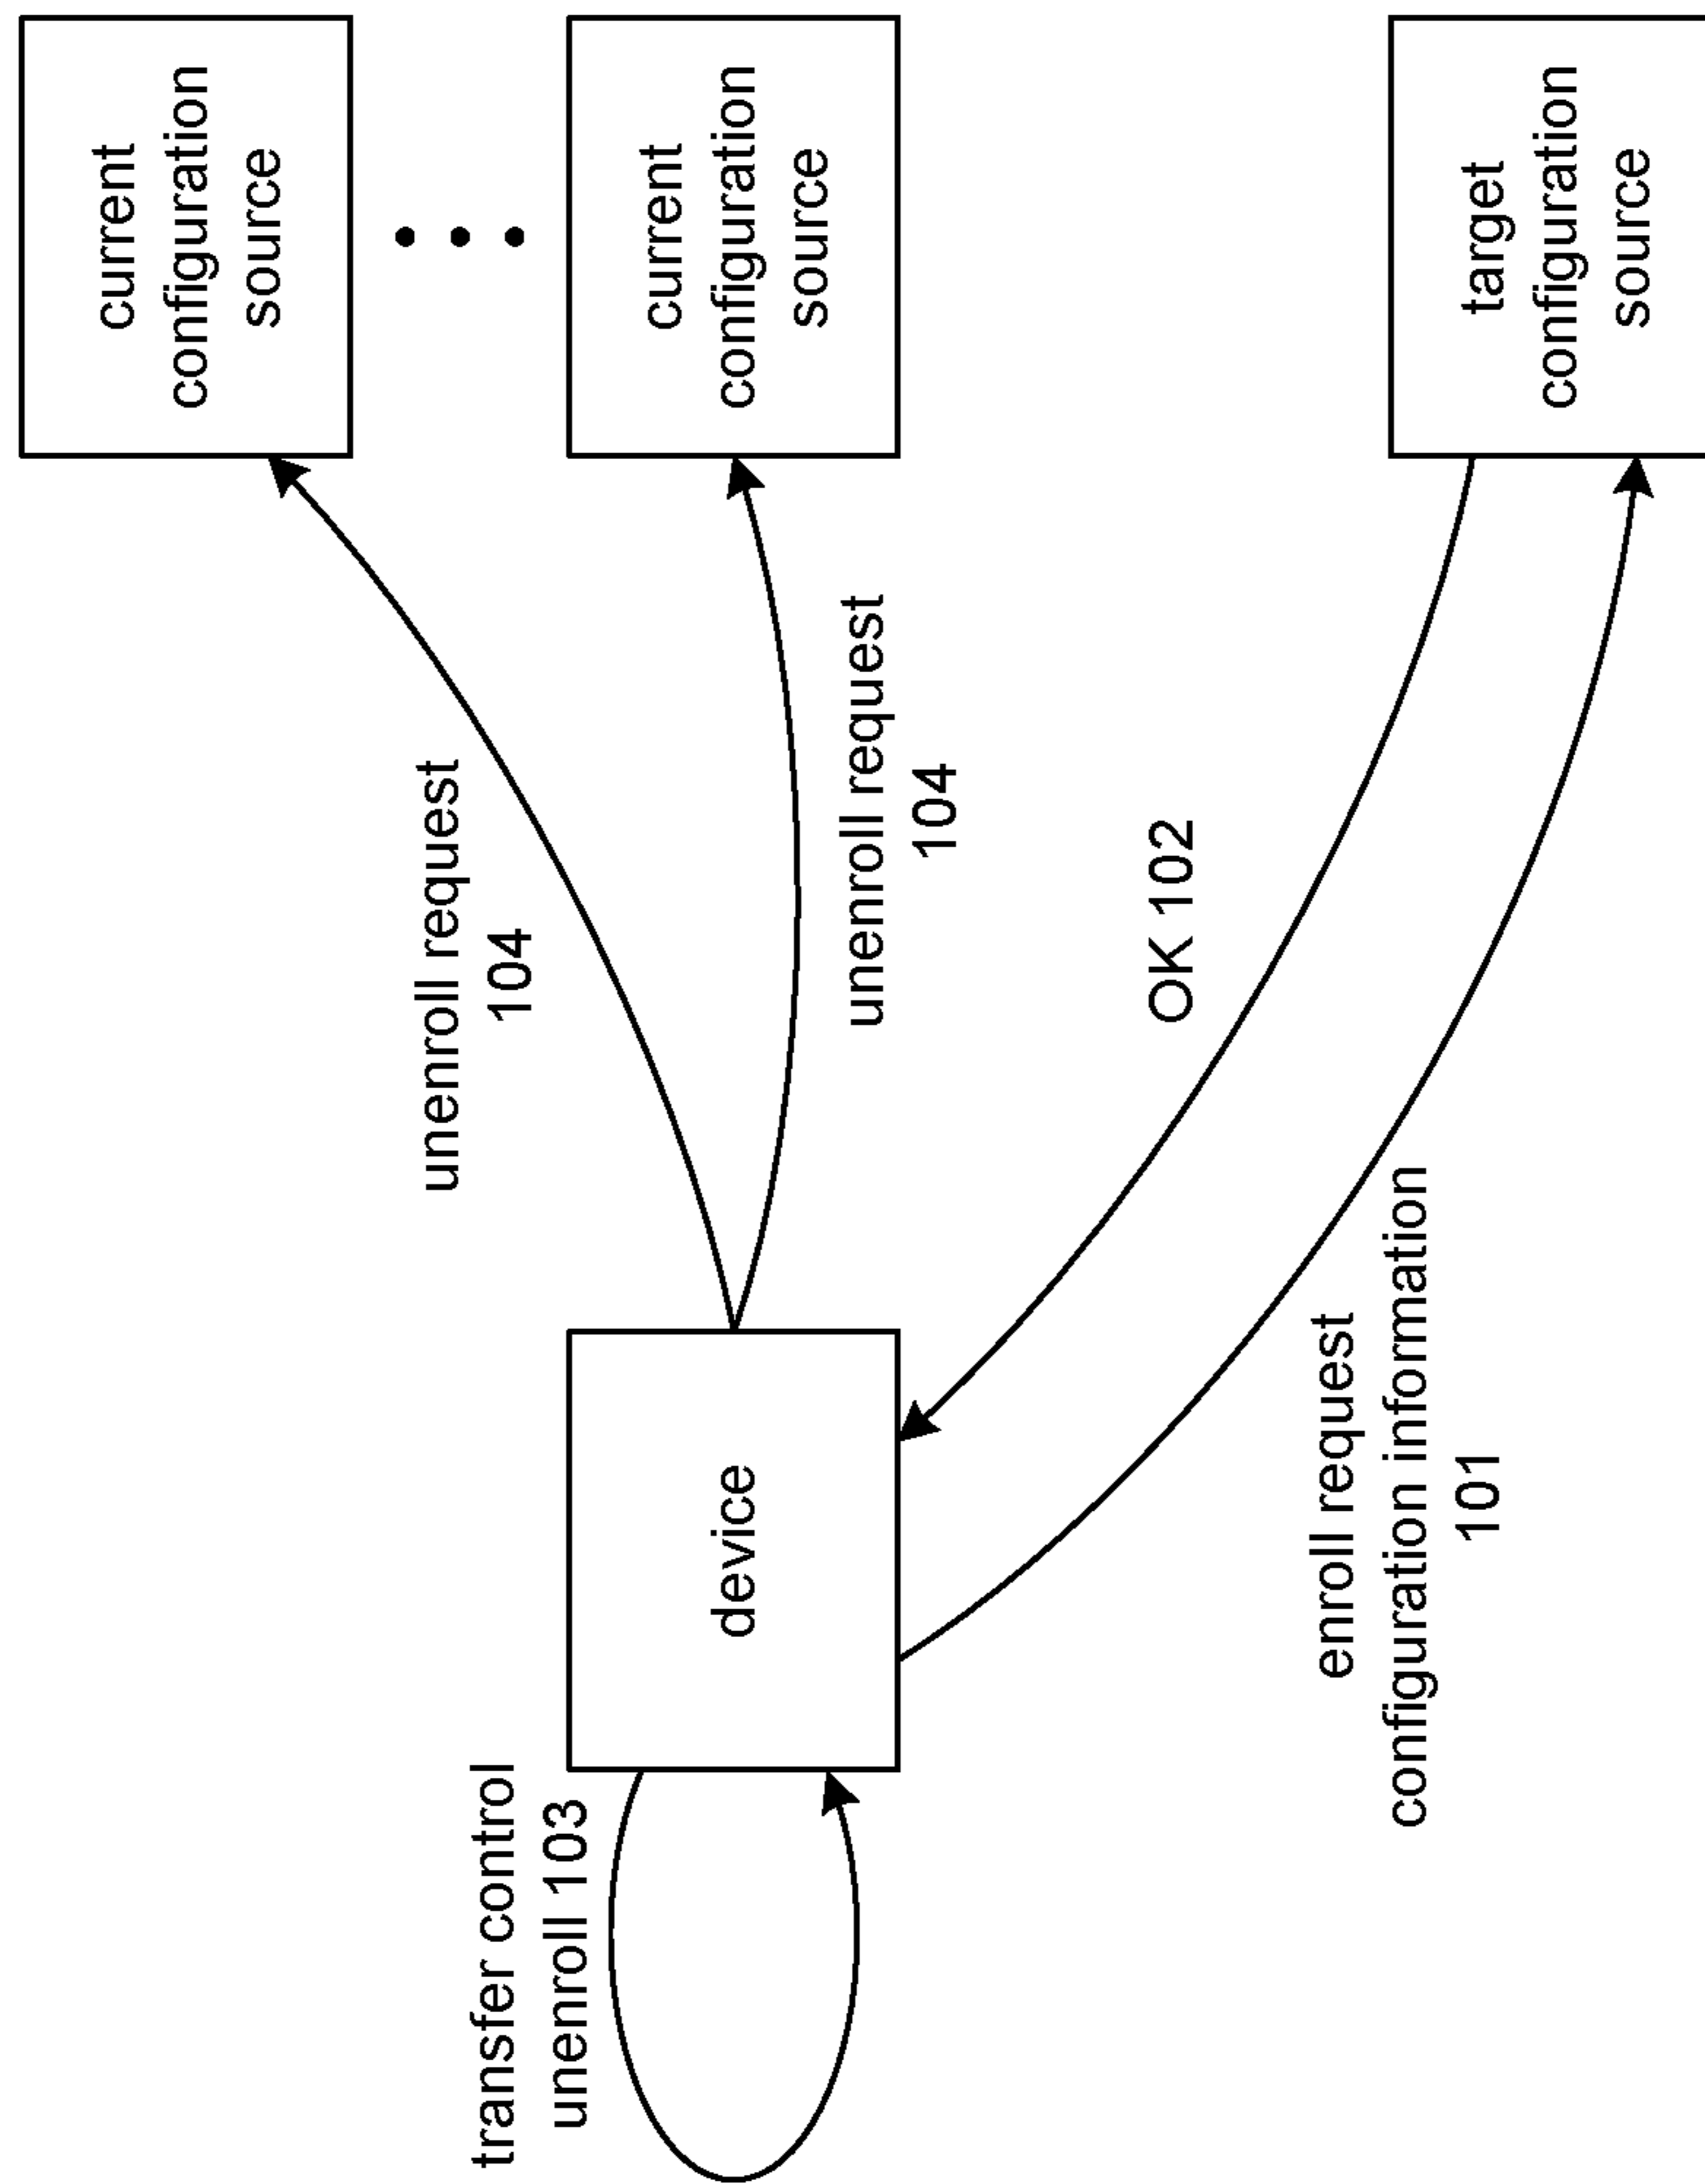 current
configuration
source
current
configuration
source
target
configuration
source
unenroll request
104
unenroll request
104
OK 102
device
enroll request
configuration information
101
transfer control
unenroll 103